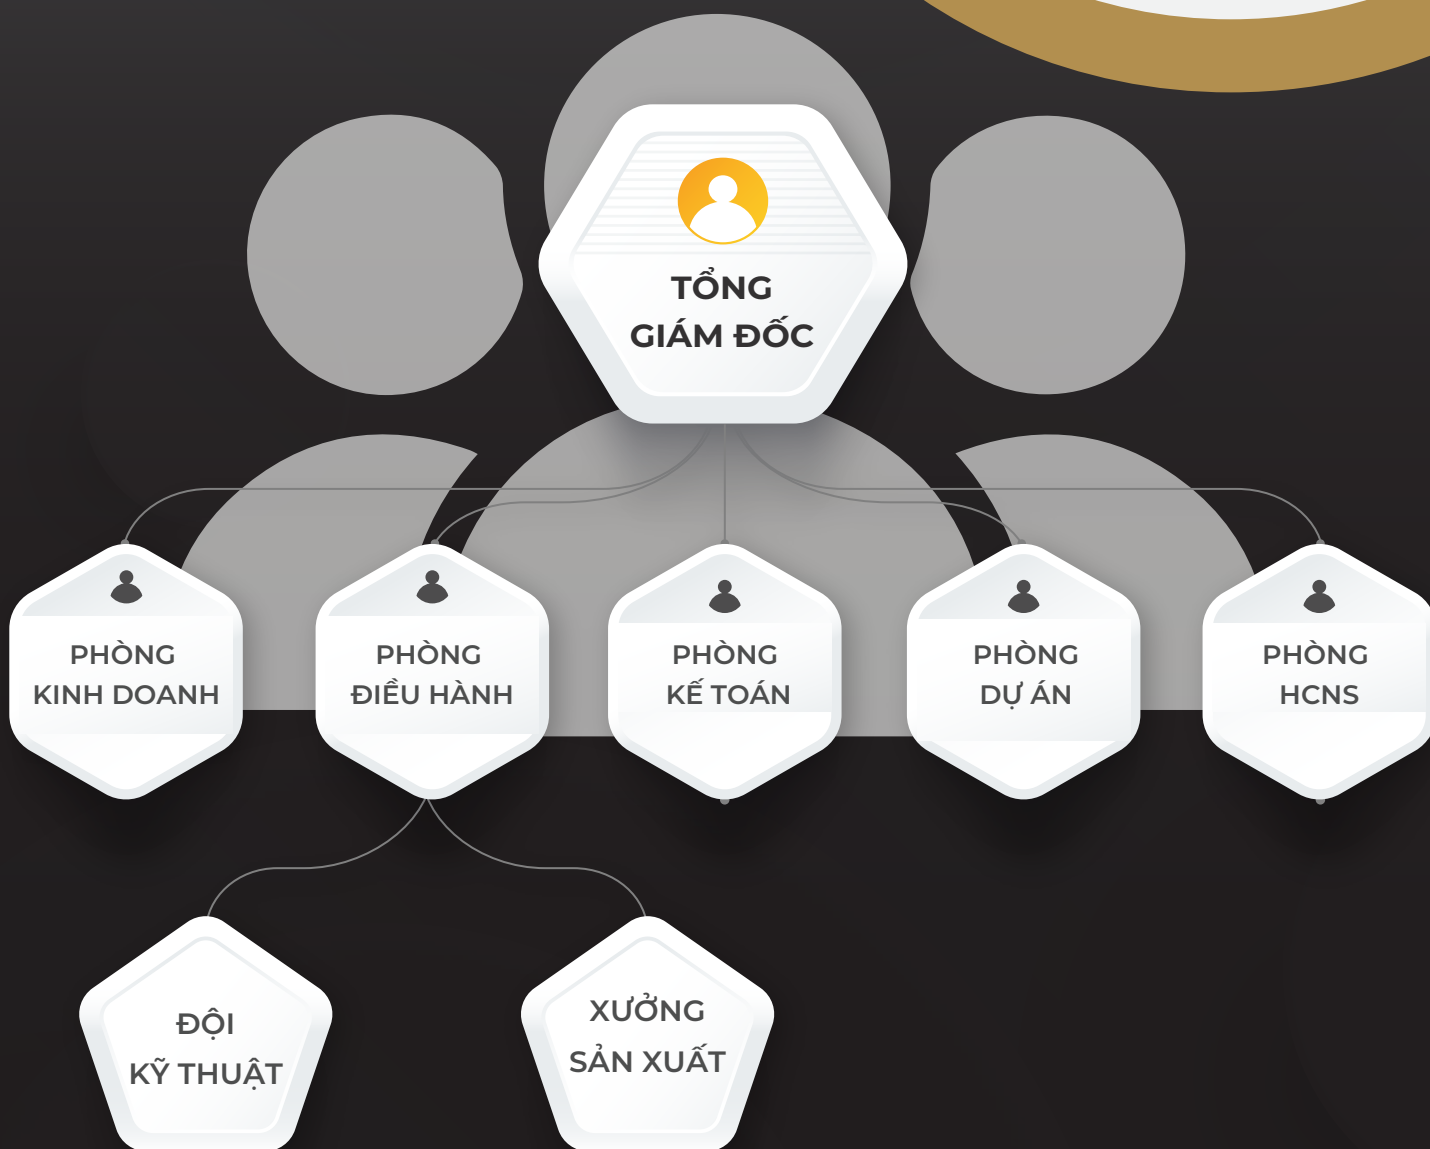 TỔNG
GIÁM ĐỐC
PHÒNG
KINH DOANH
PHÒNG
ĐIỀU HÀNH
PHÒNG
KẾ TOÁN
PHÒNG
DỰ ÁN
PHÒNG
HCNS
ĐỘI
KỸ THUẬT
XƯỞNG
SẢN XUẤT